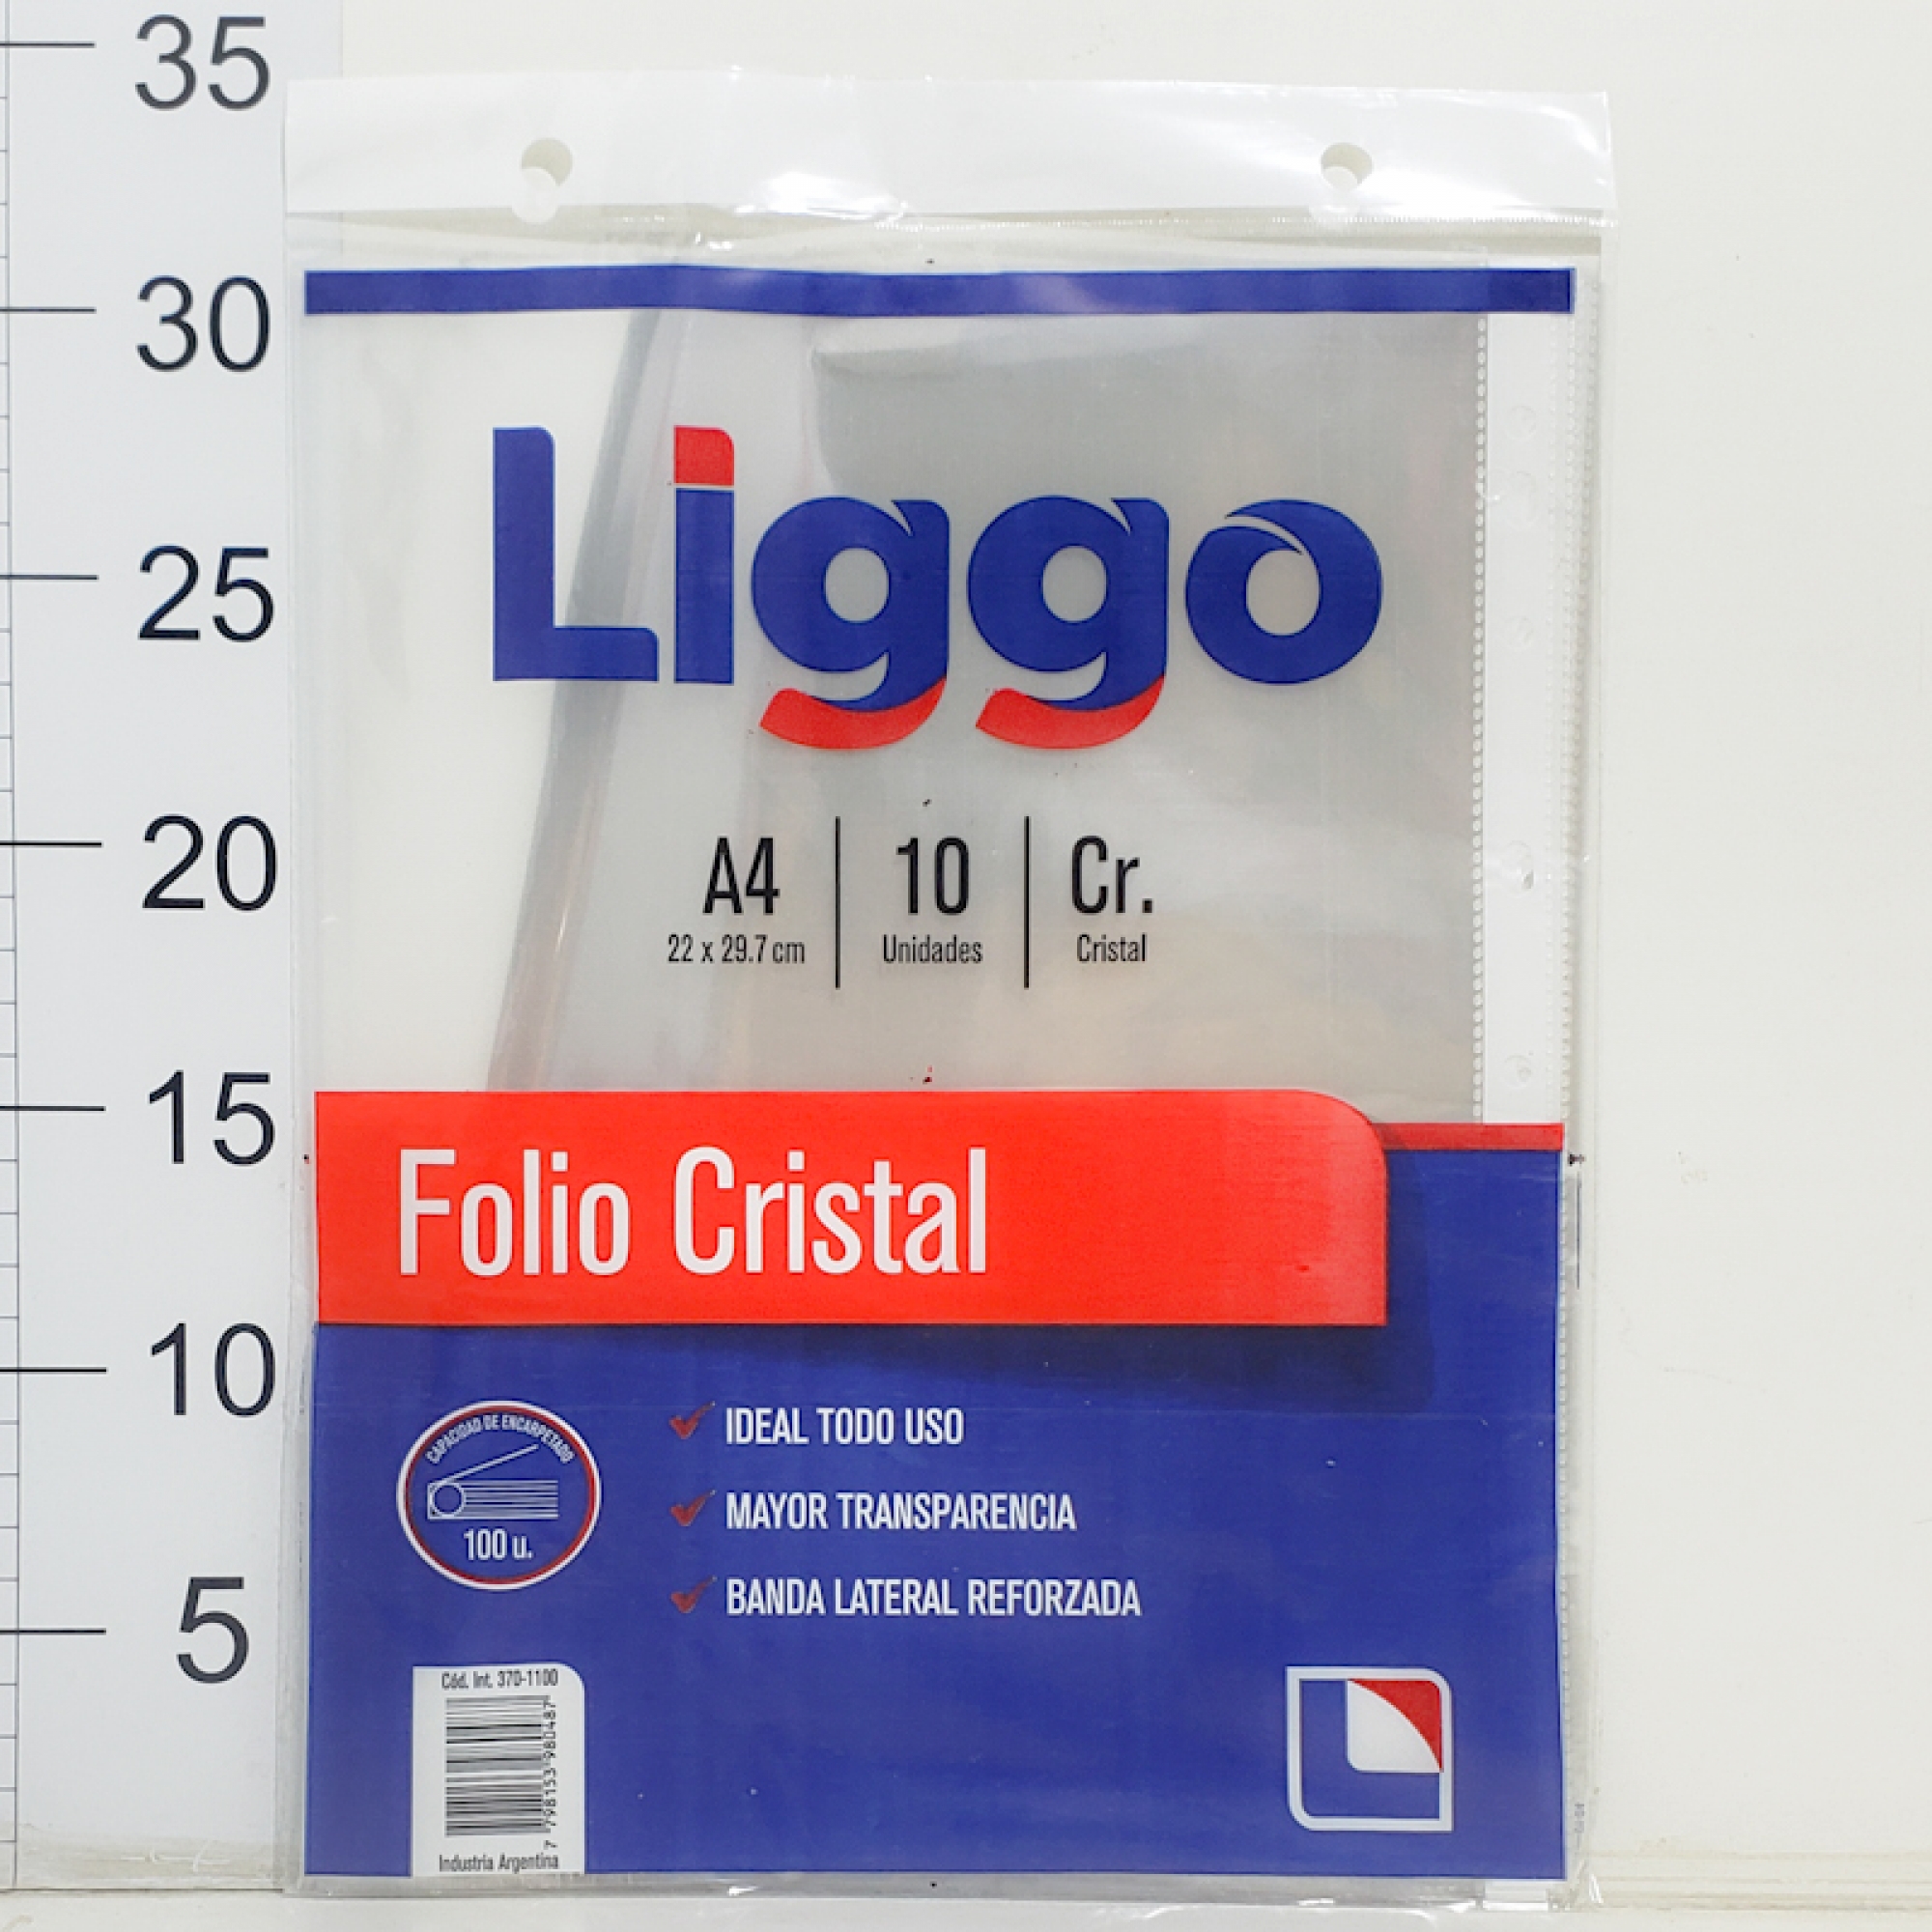 35
30
25
20
15
10
5
Liggo
A4 | 10 | Cr.
22 x 29.7 cm Unidades Cristal
Folio Cristal
CAPACIDAD DE ENCARPETADO
100 u.
IDEAL TODO USO
MAYOR TRANSPARENCIA
BANDA LATERAL REFORZADA
Cód. Int. 370-1100
7 798153 980487
Industria Argentina